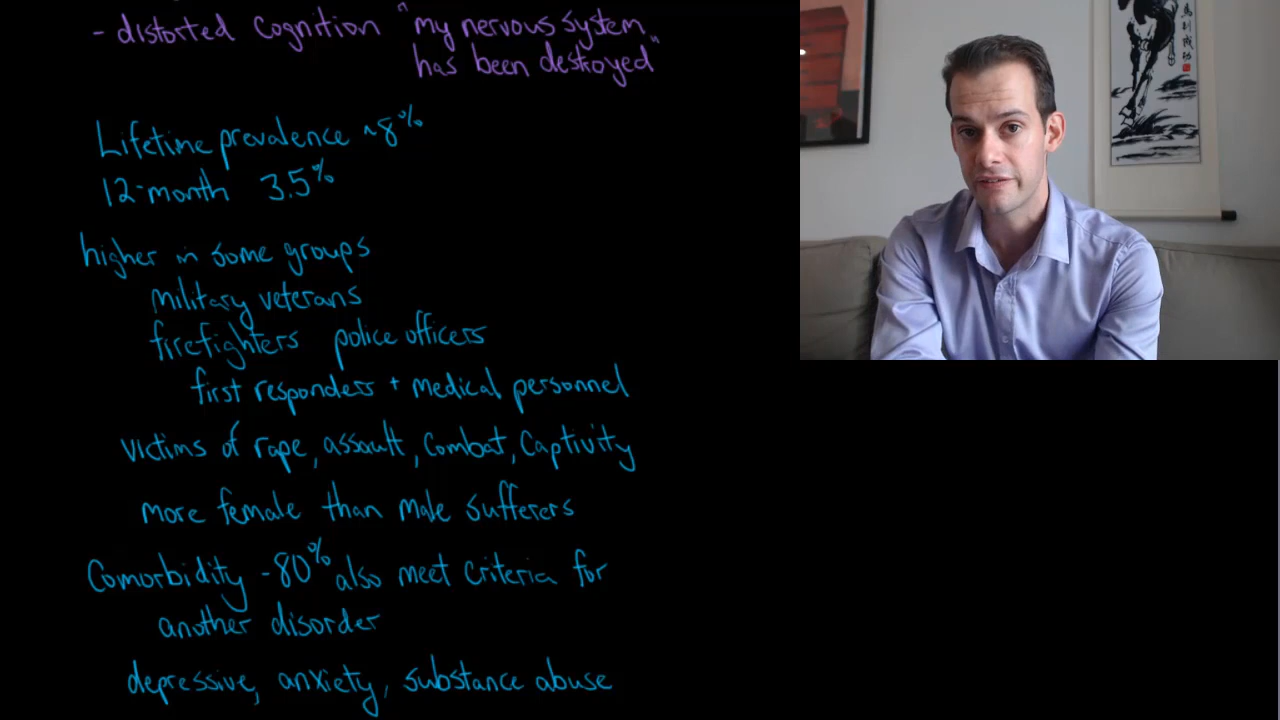 - distorted cognition "my nervous system
has been destroyed"
Lifetime prevalence ~8%
12-month 3.5%
higher in some groups
military veterans
firefighters police officers
first responders + medical personnel
victims of rape, assault, combat, captivity
more female than male sufferers
Comorbidity - 80% also meet criteria for
another disorder
depressive, anxiety, substance abuse